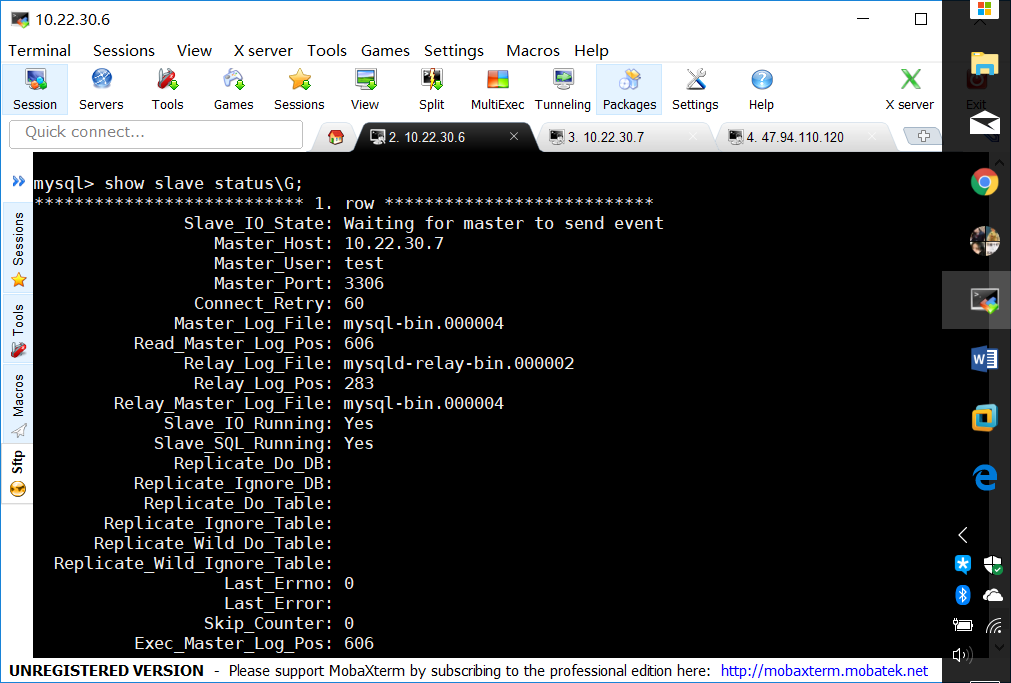 10.22.30.6
Terminal Sessions View X server Tools Games Settings Macros Help
Session Servers Tools Games Sessions View Split MultiExec Tunneling Packages Settings Help X server Exit
Quick connect...
2. 10.22.30.6
3. 10.22.30.7
4. 47.94.110.120
Sessions
Tools
Macros
Sftp
mysql> show slave status\G;
*************************** 1. row ***************************
Slave_IO_State: Waiting for master to send event
Master_Host: 10.22.30.7
Master_User: test
Master_Port: 3306
Connect_Retry: 60
Master_Log_File: mysql-bin.000004
Read_Master_Log_Pos: 606
Relay_Log_File: mysqld-relay-bin.000002
Relay_Log_Pos: 283
Relay_Master_Log_File: mysql-bin.000004
Slave_IO_Running: Yes
Slave_SQL_Running: Yes
Replicate_Do_DB:
Replicate_Ignore_DB:
Replicate_Do_Table:
Replicate_Ignore_Table:
Replicate_Wild_Do_Table:
Replicate_Wild_Ignore_Table:
Last_Errno: 0
Last_Error:
Skip_Counter: 0
Exec_Master_Log_Pos: 606
UNREGISTERED VERSION - Please support MobaXterm by subscribing to the professional edition here: http://mobaxterm.mobatek.net